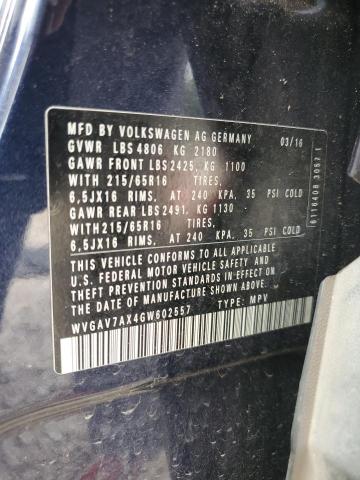 MFD BY VOLKSWAGEN AG GERMANY 03/16
GVWR LBS 4806 KG 2180
GAWR FRONT LBS 2425, KG 1100
WITH 215/65R16 TIRES,
6,5JX16 RIMS. AT 240 KPA, 35 PSI COLD
GAWR REAR LBS 2491, KG 1130
WITH 215/65R16 TIRES,
6,5JX16 RIMS. AT 240 KPA, 35 PSI COLD
THIS VEHICLE CONFORMS TO ALL APPLICABLE
U.S. FEDERAL MOTOR VEHICLE SAFETY AND
THEFT PREVENTION STANDARDS IN EFFECT ON
THE DATE OF MANUFACTURE SHOWN ABOVE.
WVGAV7AX4GW602557 TYPE: MPV
6116408 3057 1